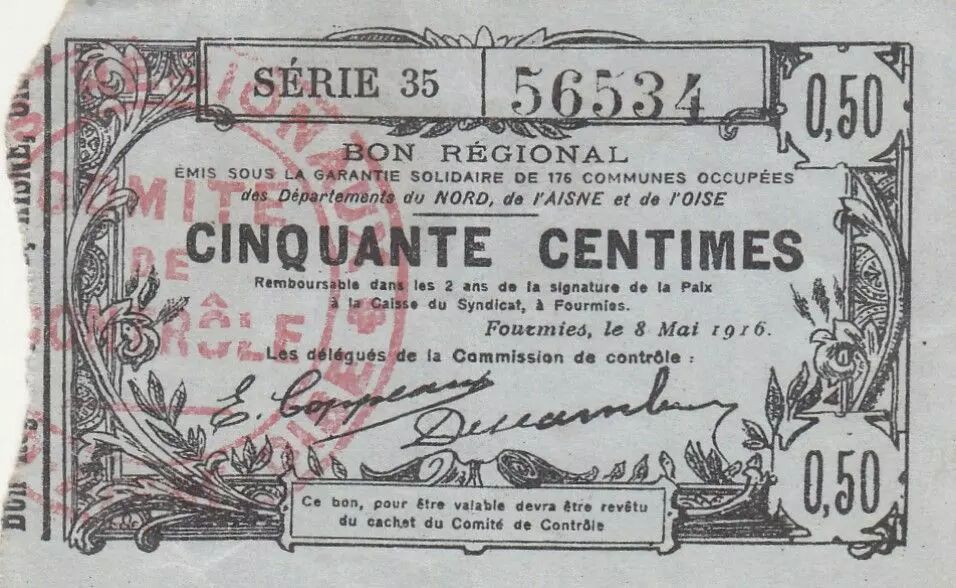 SÉRIE 35 56534
0,50
BON RÉGIONAL
ÉMIS SOUS LA GARANTIE SOLIDAIRE DE 176 COMMUNES OCCUPÉES
des Départements du NORD, de l'AISNE et de l'OISE
CINQUANTE CENTIMES
Remboursable dans les 2 ans de la signature de la Paix
à la Caisse du Syndicat, à Fourmies.
Fourmies, le 8 Mai 1916.
Les délégués de la Commission de contrôle :
0,50
Ce bon, pour être valable devra être revêtu
du cachet du Comité de Contrôle
COMITÉ
DE
CONTRÔLE